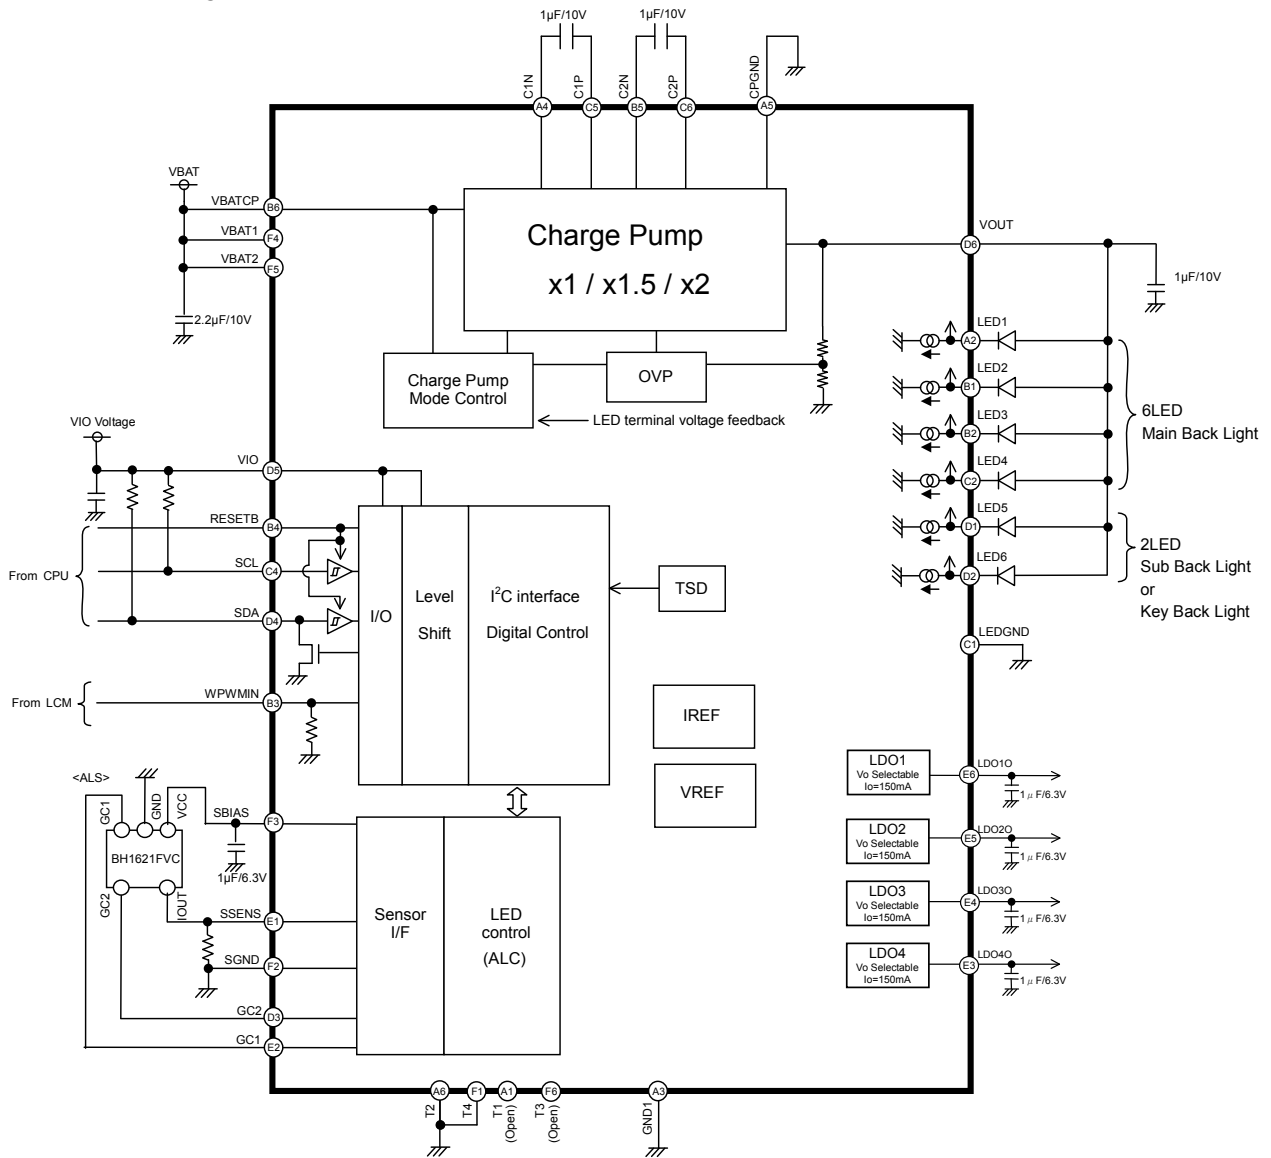 1µF/10V
1µF/10V
C1N
C1P
C2N
C2P
CPGND
A4
C5
B5
C6
A5
VBAT
VBATCP
B6
VBAT1
F4
VBAT2
F5
2.2µF/10V
Charge Pump
x1 / x1.5 / x2
VOUT
D6
1µF/10V
Charge Pump
Mode Control
OVP
LED terminal voltage feedback
LED1
A2
LED2
B1
LED3
B2
LED4
C2
LED5
D1
LED6
D2
6LED
Main Back Light
2LED
Sub Back Light
or
Key Back Light
LEDGND
C1
VIO Voltage
VIO
D5
RESETB
B4
SCL
C4
SDA
D4
From CPU
I/O
Level
Shift
I2C interface
Digital Control
TSD
From LCM
WPWMIN
B3
IREF
VREF
<ALS>
GC1
GND
VCC
BH1621FVC
GC2
IOUT
SBIAS
F3
1µF/6.3V
SSENS
E1
SGND
F2
GC2
D3
GC1
E2
Sensor
I/F
LED
control
(ALC)
LDO1
Vo Selectable
Io=150mA
E6
LDO1O
1µF/6.3V
LDO2
Vo Selectable
Io=150mA
E5
LDO2O
1µF/6.3V
LDO3
Vo Selectable
Io=150mA
E4
LDO3O
1µF/6.3V
LDO4
Vo Selectable
Io=150mA
E3
LDO4O
1µF/6.3V
A6
F1
A1
F6
A3
T2
T4
T1
(Open)
T3
(Open)
GND1